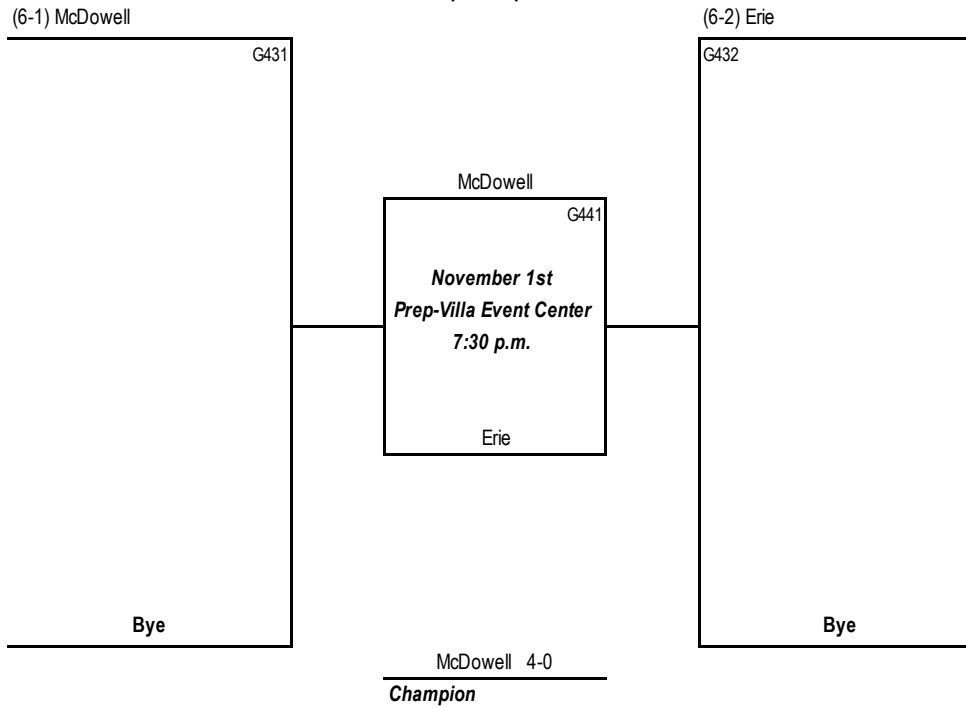 (6-1) McDowell
(6-2) Erie
G431
G432
McDowell
G441
November 1st
Prep-Villa Event Center
7:30 p.m.
Erie
Bye
Bye
McDowell 4-0
Champion